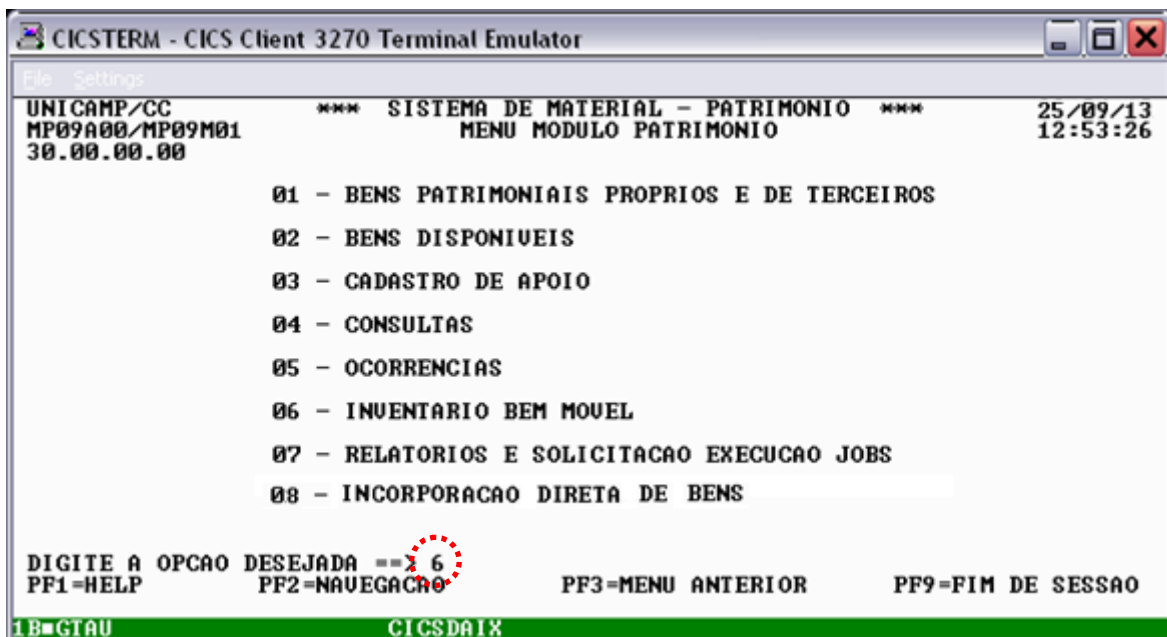 CICSTERM - CICS Client 3270 Terminal Emulator
File Settings
UNICAMP/CC *** SISTEMA DE MATERIAL - PATRIMONIO *** 25/09/13
MP09A00/MP09M01 MENU MODULO PATRIMONIO 12:53:26
30.00.00.00
01 - BENS PATRIMONIAIS PROPRIOS E DE TERCEIROS
02 - BENS DISPONIVEIS
03 - CADASTRO DE APOIO
04 - CONSULTAS
05 - OCORRENCIAS
06 - INVENTARIO BEM MOVEL
07 - RELATORIOS E SOLICITACAO EXECUCAO JOBS
08 - INCORPORACAO DIRETA DE BENS
DIGITE A OPCAO DESEJADA ==> 6
PF1=HELP PF2=NAVEGACAO PF3=MENU ANTERIOR PF9=FIM DE SESSAO
1B■GTAU CICSDAIX